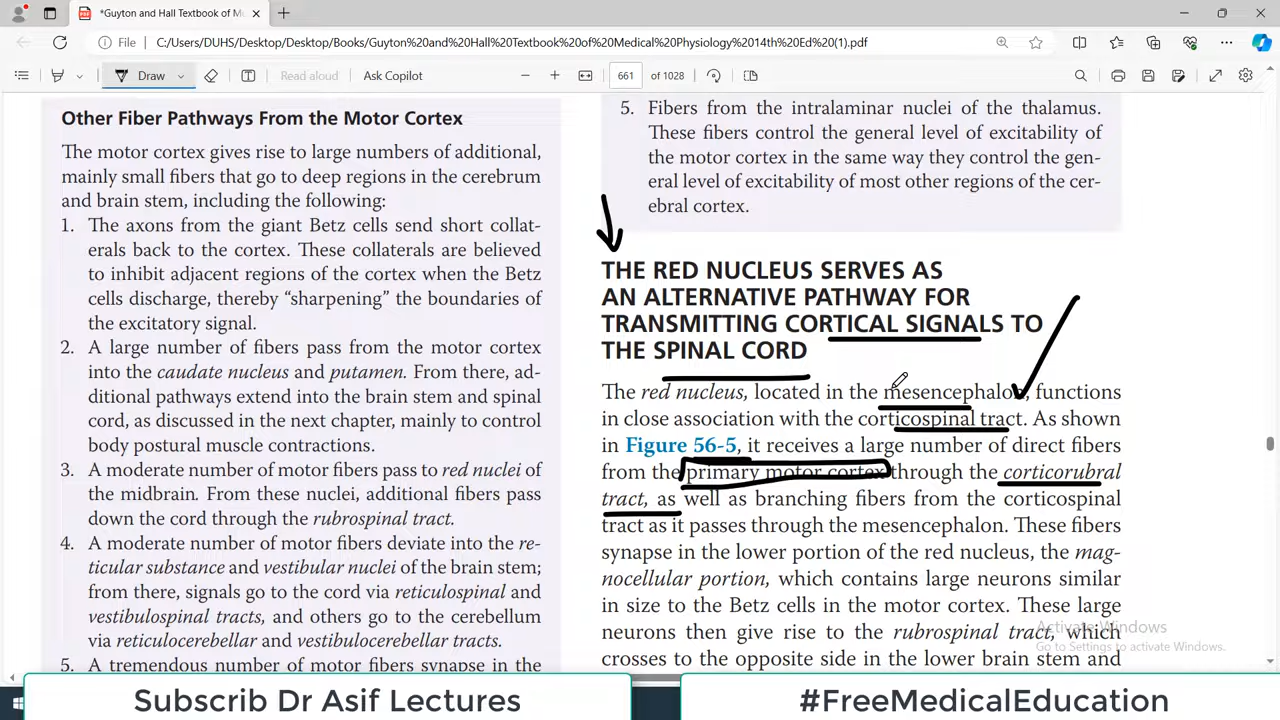 *Guyton and Hall Textbook of Me
File
C:/Users/DUHS/Desktop/Desktop/Books/Guyton%20and%20Hall%20Textbook%20of%20Medical%20Physiology%2014th%20Ed%20(1).pdf
Draw
Read aloud
Ask Copilot
661 of 1028
Other Fiber Pathways From the Motor Cortex
The motor cortex gives rise to large numbers of additional,
mainly small fibers that go to deep regions in the cerebrum
and brain stem, including the following:
1. The axons from the giant Betz cells send short collat-
erals back to the cortex. These collaterals are believed
to inhibit adjacent regions of the cortex when the Betz
cells discharge, thereby “sharpening” the boundaries of
the excitatory signal.
2. A large number of fibers pass from the motor cortex
into the caudate nucleus and putamen. From there, ad-
ditional pathways extend into the brain stem and spinal
cord, as discussed in the next chapter, mainly to control
body postural muscle contractions.
3. A moderate number of motor fibers pass to red nuclei of
the midbrain. From these nuclei, additional fibers pass
down the cord through the rubrospinal tract.
4. A moderate number of motor fibers deviate into the re-
ticular substance and vestibular nuclei of the brain stem;
from there, signals go to the cord via reticulospinal and
vestibulospinal tracts, and others go to the cerebellum
via reticulocerebellar and vestibulocerebellar tracts.
5. A tremendous number of motor fibers synapse in the
5. Fibers from the intralaminar nuclei of the thalamus.
These fibers control the general level of excitability of
the motor cortex in the same way they control the gen-
eral level of excitability of most other regions of the cer-
ebral cortex.
THE RED NUCLEUS SERVES AS
AN ALTERNATIVE PATHWAY FOR
TRANSMITTING CORTICAL SIGNALS TO
THE SPINAL CORD
The red nucleus, located in the mesencephalon, functions
in close association with the corticospinal tract. As shown
in Figure 56-5, it receives a large number of direct fibers
from the primary motor cortex through the corticorubral
tract, as well as branching fibers from the corticospinal
tract as it passes through the mesencephalon. These fibers
synapse in the lower portion of the red nucleus, the mag-
nocellular portion, which contains large neurons similar
in size to the Betz cells in the motor cortex. These large
neurons then give rise to the rubrospinal tract, which
crosses to the opposite side in the lower brain stem and
Activate Windows
Go to Settings to activate Windows.
Subscrib Dr Asif Lectures
#FreeMedicalEducation